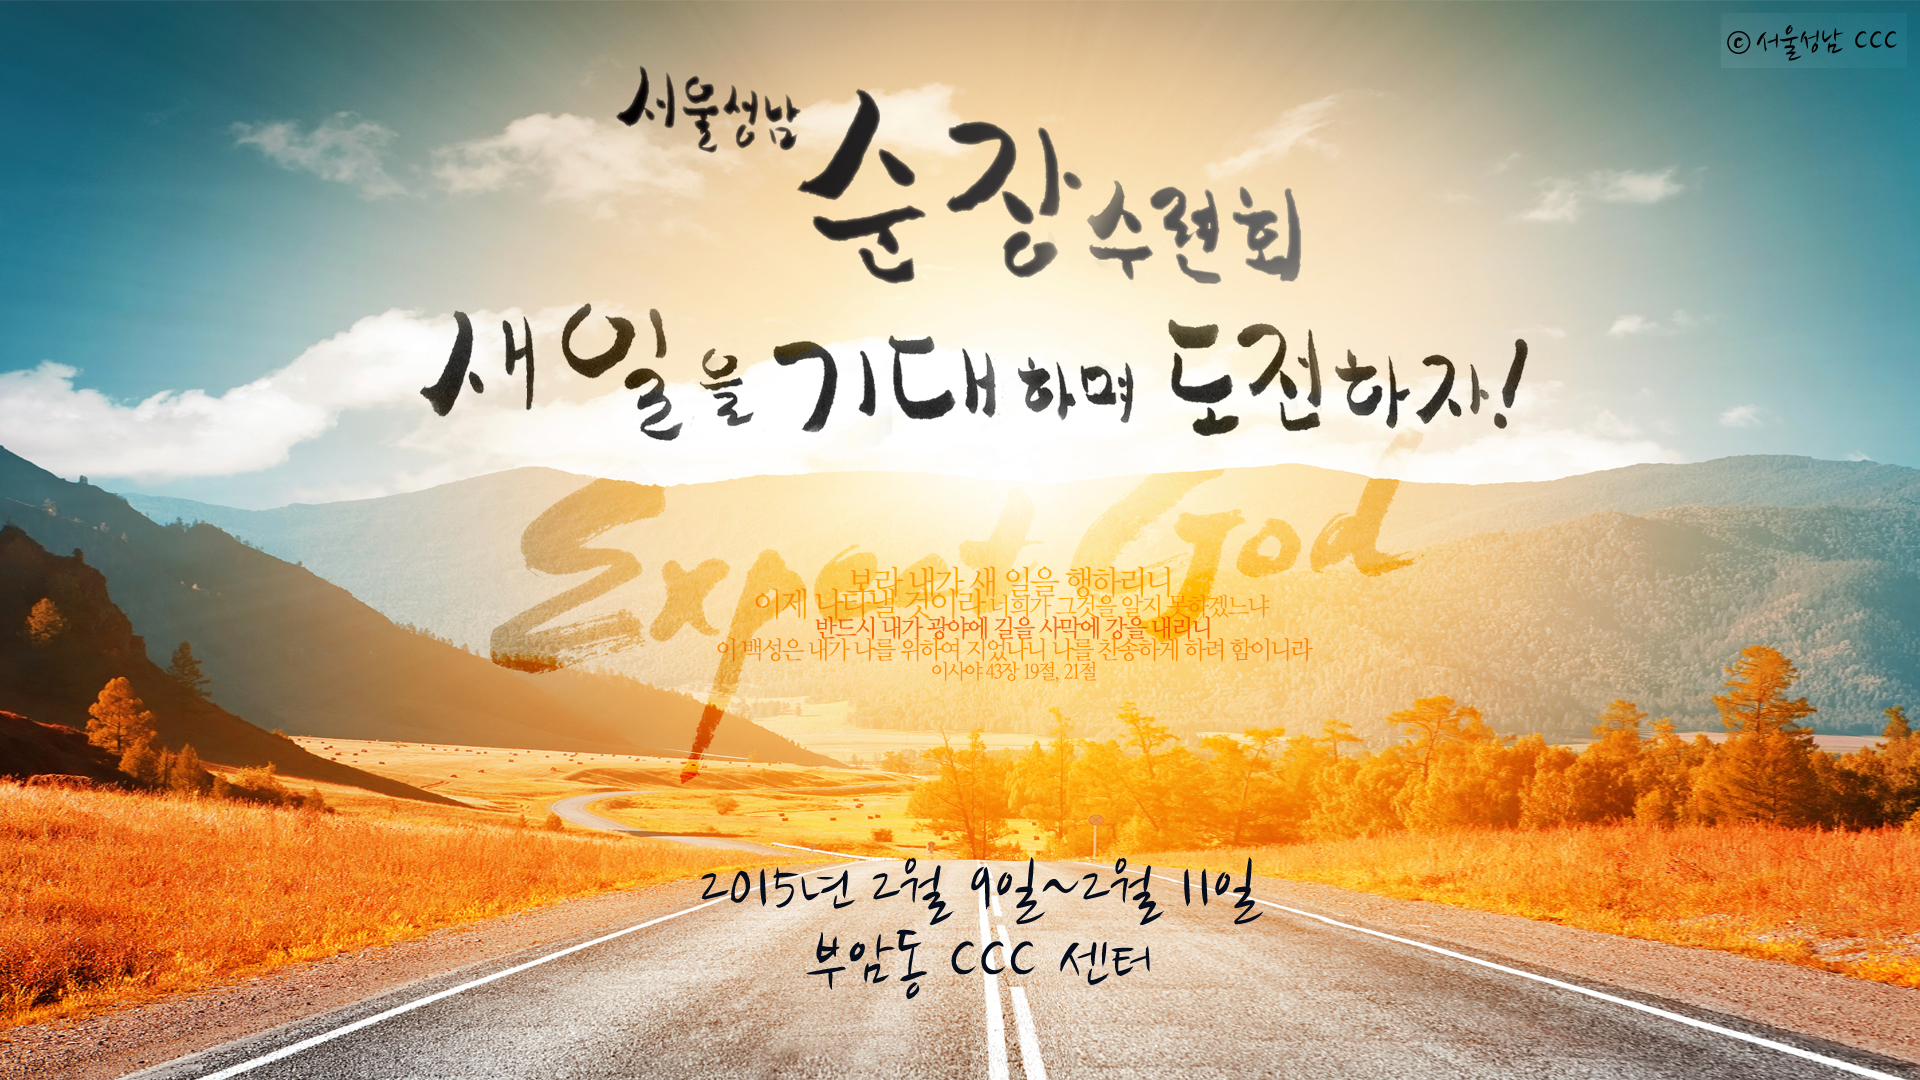 © 서울성남 CCC
서울성남 순장 수련회
새 일을 기대하며 도전하자!
Expect God
보라 내가 새 일을 행하리니
이제 나타낼 것이라 너희가 그것을 알지 못하겠느냐
반드시 내가 광야에 길을 사막에 강을 내리니
이 백성은 내가 나를 위하여 지었나니 나를 찬송하게 하려 함이니라
이사야 43장 19절, 21절
2015년 2월 9일~2월 11일
부암동 CCC 센터